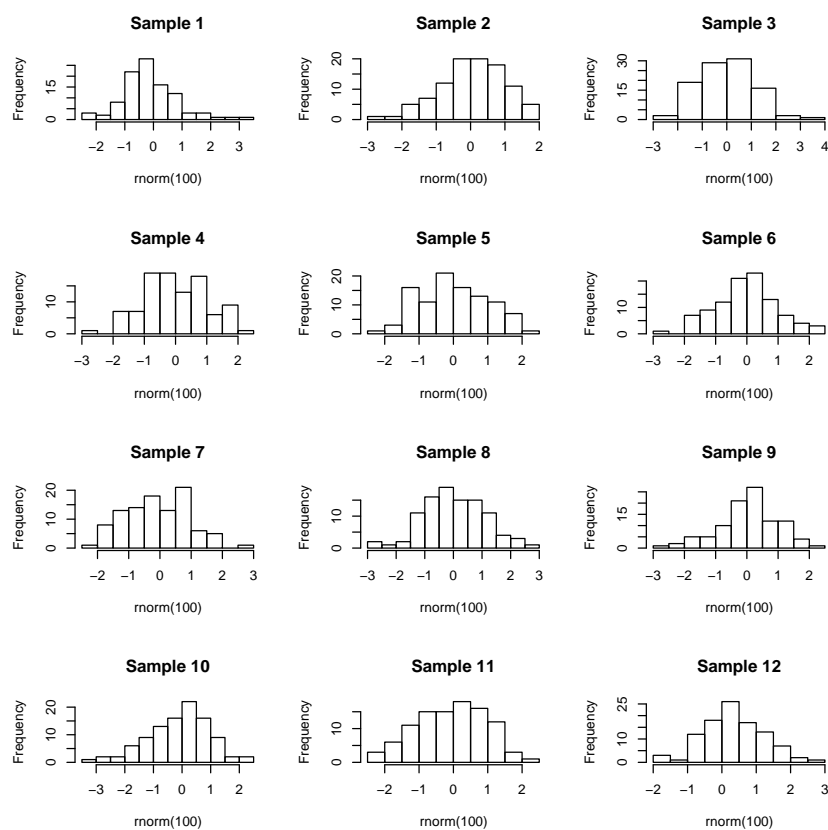 Sample 1
Frequency
0
15
−2 −1 0 1 2 3
rnorm(100)
Sample 2
Frequency
0
10
20
−3 −2 −1 0 1 2
rnorm(100)
Sample 3
Frequency
0
15
30
−3 −1 0 1 2 3 4
rnorm(100)
Sample 4
Frequency
0
10
−3 −2 −1 0 1 2
rnorm(100)
Sample 5
Frequency
0
10
20
−2 −1 0 1 2
rnorm(100)
Sample 6
Frequency
0
10
−3 −2 −1 0 1 2
rnorm(100)
Sample 7
Frequency
0
10
20
−2 −1 0 1 2 3
rnorm(100)
Sample 8
Frequency
0
10
−3 −2 −1 0 1 2 3
rnorm(100)
Sample 9
Frequency
0
15
−3 −2 −1 0 1 2
rnorm(100)
Sample 10
Frequency
0
10
20
−3 −2 −1 0 1 2
rnorm(100)
Sample 11
Frequency
0
10
−2 −1 0 1 2
rnorm(100)
Sample 12
Frequency
0
10
25
−2 −1 0 1 2 3
rnorm(100)